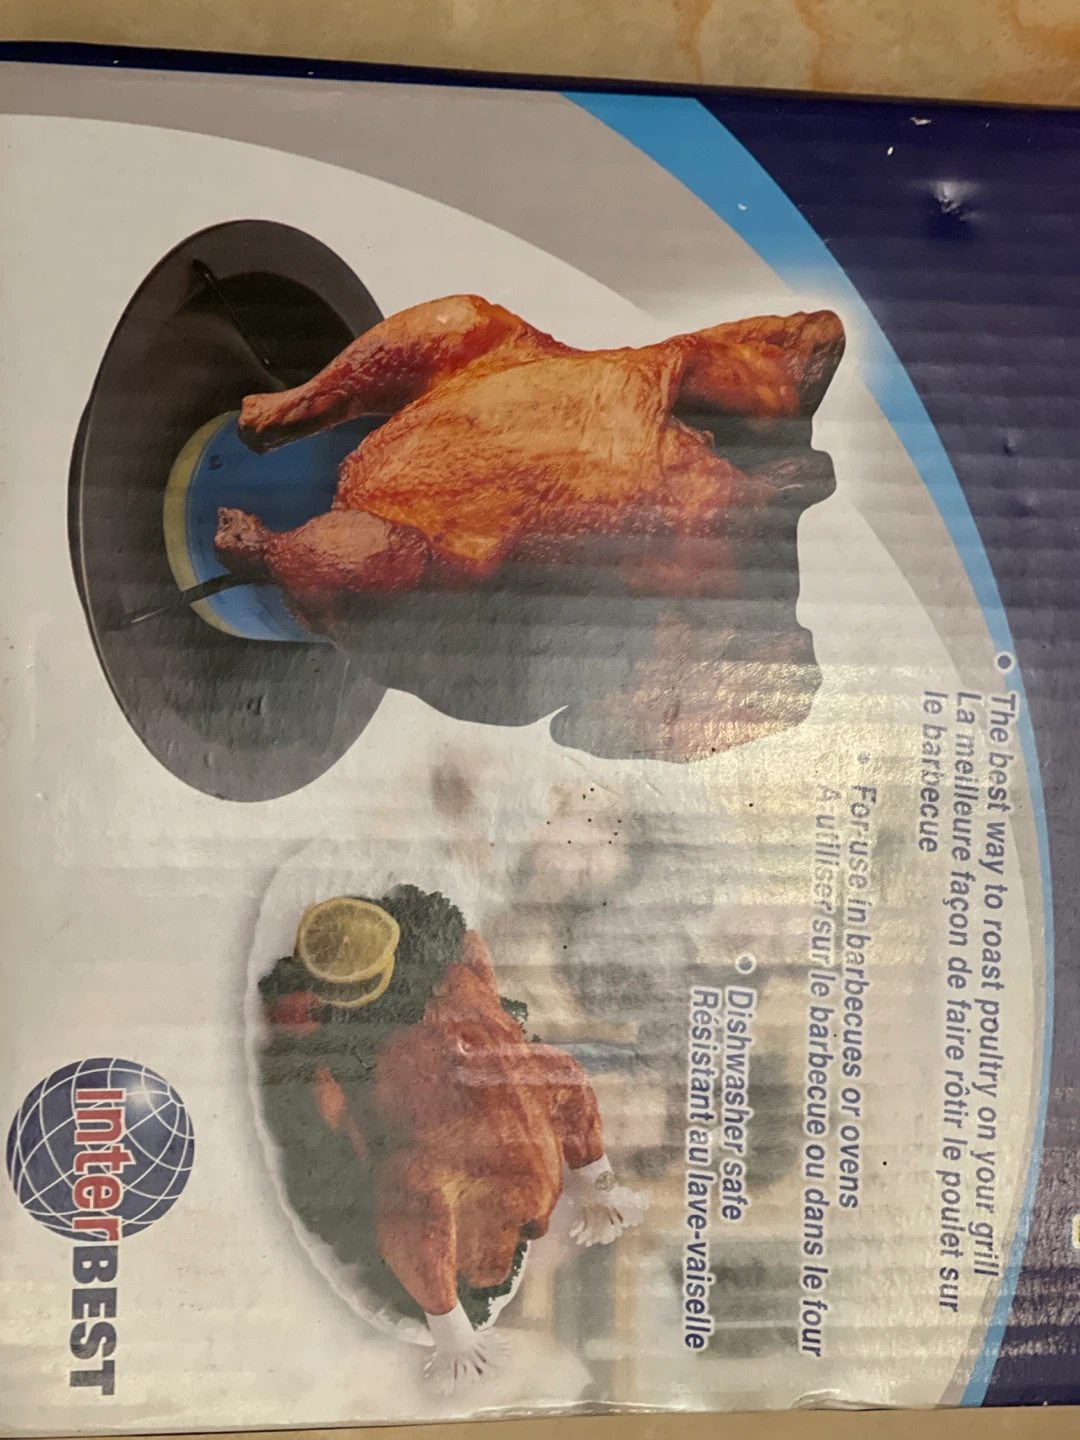 The best way to roast poultry on your grill
La meilleure façon de faire rôtir le poulet sur
le barbecue
For use in barbecues or ovens
A utiliser sur le barbecue ou dans le four
Dishwasher safe
Résistant au lave-vaiselle
InterBEST